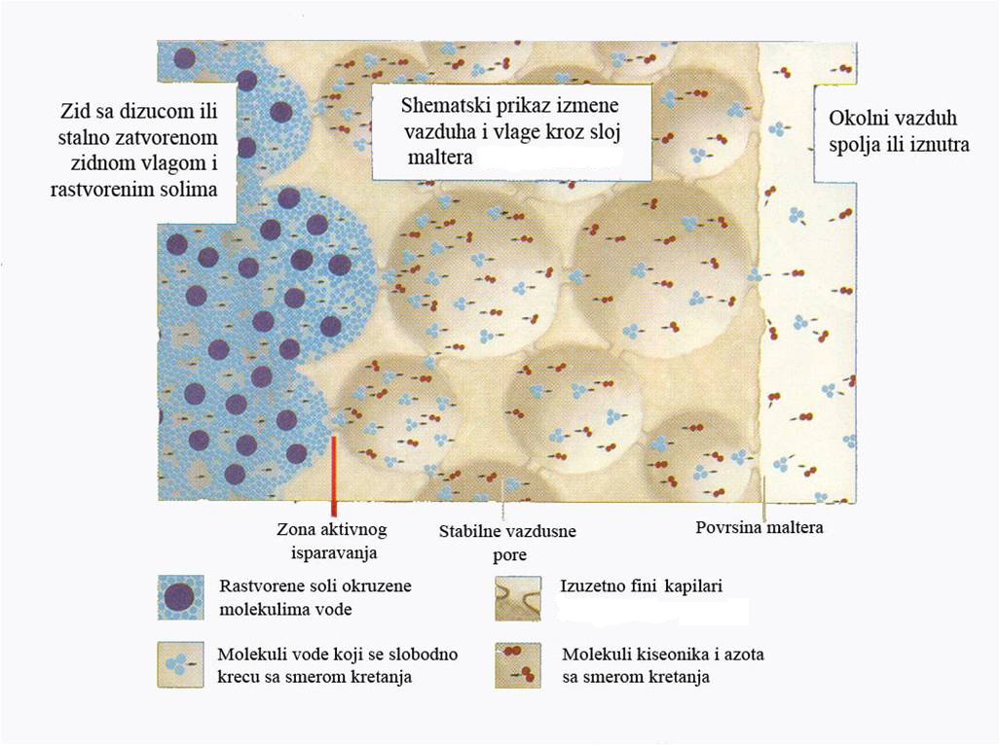 Zid sa dizucom ili
stalno zatvorenom
zidnom vlagom i
rastvorenim solima
Shematski prikaz izmene
vazduha i vlage kroz sloj
maltera
Okolni vazduh
spolja ili iznutra
Zona aktivnog
isparavanja
Stabilne vazdusne
pore
Povrsina maltera
Rastvorene soli okruzene
molekulima vode
Izuzetno fini kapilari
Molekuli vode koji se slobodno
krecu sa smerom kretanja
Molekuli kiseonika i azota
sa smerom kretanja